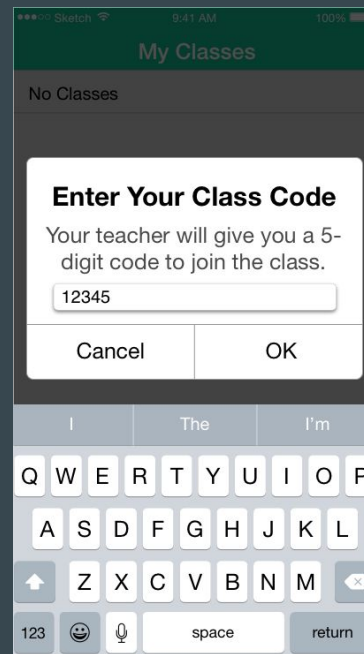 Sketch 9:41 AM 100%
My Classes
No Classes
Enter Your Class Code
Your teacher will give you a 5-
digit code to join the class.
12345
Cancel OK
I The I'm
Q W E R T Y U I O P
A S D F G H J K L
Z X C V B N M
123 space return